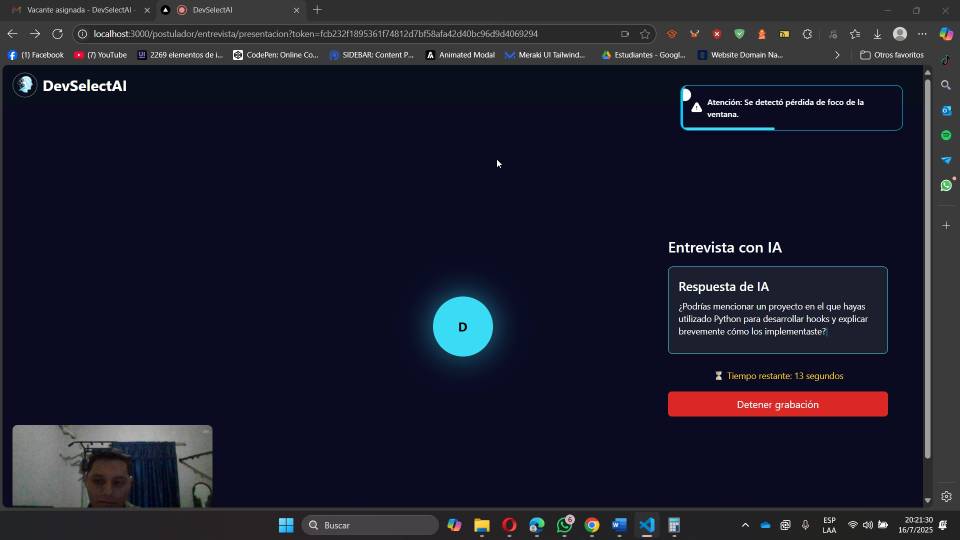 Vacante asignada - DevSelectAI -
DevSelectAI
localhost:3000/postulador/entrevista/presentacion?token=fcb232f1895361f74812d7bf58afa42d40bc96d9d4069294
(1) Facebook
(7) YouTube
2269 elementos de i...
CodePen: Online Co...
SIDEBAR: Content P...
Animated Modal
Meraki UI Tailwin...
Estudiantes - Googl...
Website Domain Na...
Otros favoritos
DevSelectAI
Atención: Se detectó pérdida de foco de la
ventana.
Entrevista con IA
Respuesta de IA
¿Podrías mencionar un proyecto en el que hayas
utilizado Python para desarrollar hooks y explicar
brevemente cómo los implementaste?
D
Tiempo restante: 13 segundos
Detener grabación
Buscar
6
ESP
LAA
20:21:30
16/7/2025